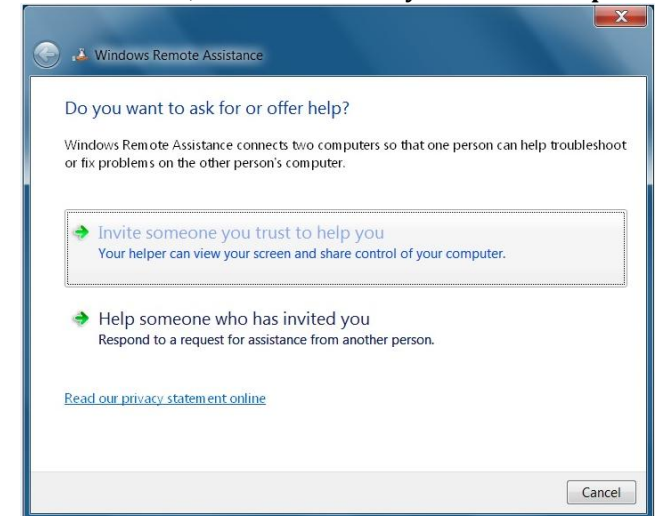 X
Windows Remote Assistance
Do you want to ask for or offer help?
Windows Remote Assistance connects two computers so that one person can help troubleshoot
or fix problems on the other person's computer.
Invite someone you trust to help you
Your helper can view your screen and share control of your computer.
Help someone who has invited you
Respond to a request for assistance from another person.
Read our privacy statement online
Cancel